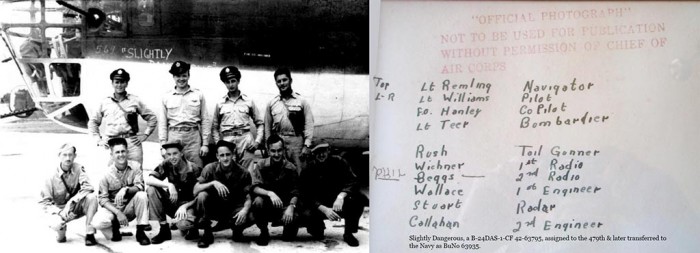 569 "SLIGHTLY
"OFFICIAL PHOTOGRAPH"
NOT TO BE USED FOR PUBLICATION
WITHOUT PERMISSION OF CHIEF OF
AIR CORPS
Top Lt Remling Navigator
L-R Lt Williams Pilot
F.O. Hanley CoPilot
Lt Teer Bombardier
Rush Tail Gunner
Wichner 1st Radio
Beggs — 2nd Radio
Wallace 1st Engineer
Stuart Radar
Callahan 2nd Engineer
Slightly Dangerous, a B-24DAS-1-CF 42-63795, assigned to the 479th & later transferred to
the Navy as BuNo 63935.